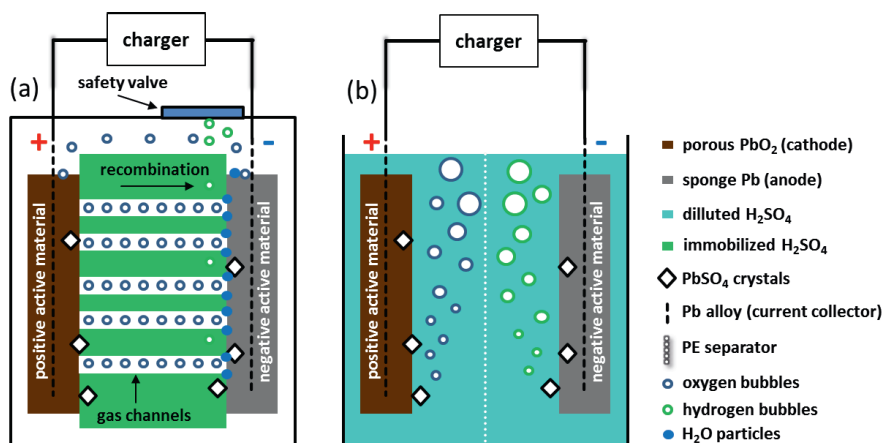 charger
(a)
safety valve
+
-
recombination
positive active material
negative active material
gas channels
charger
(b)
+
-
positive active material
negative active material
porous PbO₂ (cathode)
sponge Pb (anode)
diluted H₂SO₄
immobilized H₂SO₄
PbSO₄ crystals
Pb alloy (current collector)
PE separator
oxygen bubbles
hydrogen bubbles
H₂O particles